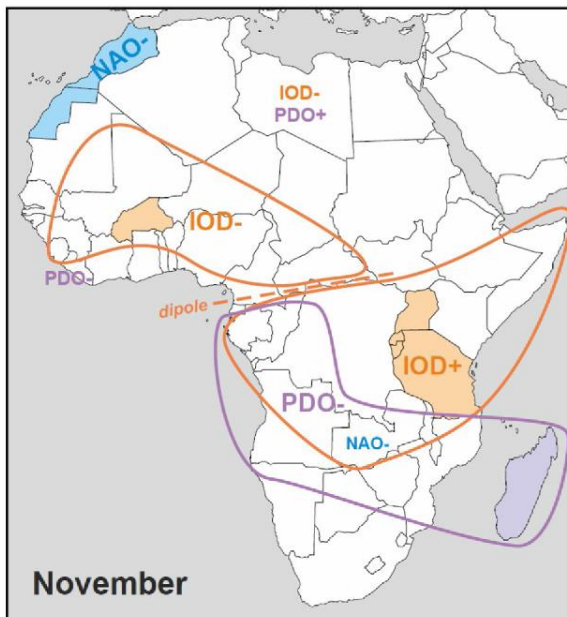 NAO-
IOD-
PDO+
IOD-
PDO-
dipole
IOD+
PDO-
NAO-
November